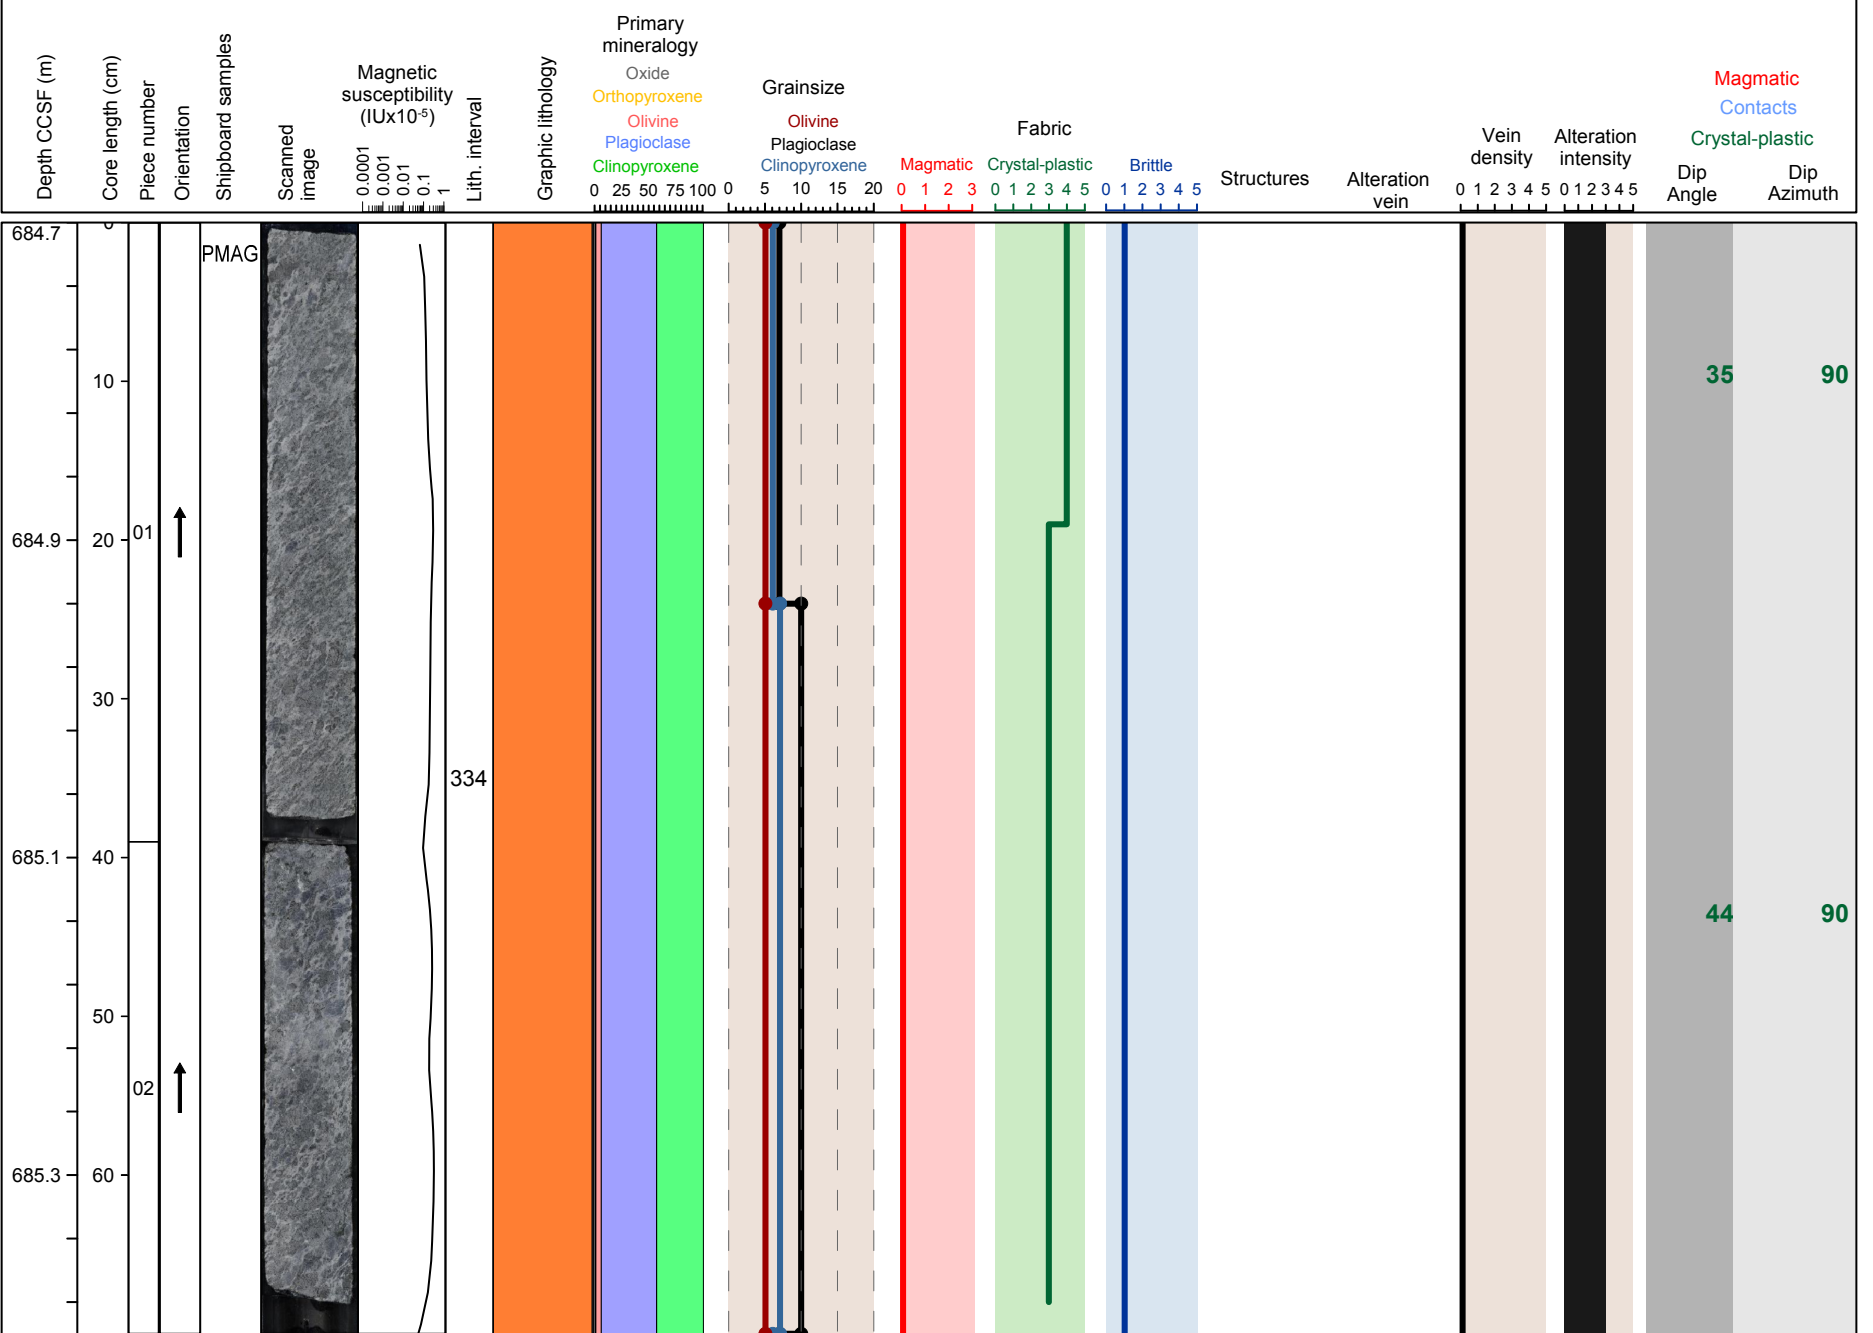 Depth CCSF (m)
Core length (cm)
Piece number
Orientation
Shipboard samples
Scanned
image
Magnetic
susceptibility
(IUx10-5)
0.0001
0.001
0.01
0.1
1
Lith. interval
Graphic lithology
Primary
mineralogy
Oxide
Orthopyroxene
Olivine
Plagioclase
Clinopyroxene
0 25 50 75 100
Grainsize
Olivine
Plagioclase
Clinopyroxene
0 5 10 15 20
Fabric
Magmatic
0 1 2 3
Crystal-plastic
0 1 2 3 4 5
Brittle
0 1 2 3 4 5
Structures
Alteration
vein
Vein
density
0 1 2 3 4 5
Alteration
intensity
0 1 2 3 4 5
Magmatic
Contacts
Crystal-plastic
Dip
Angle
Dip
Azimuth
684.7
0
PMAG
10
35 90
684.9
20
01
30
334
685.1
40
44 90
50
02
685.3
60